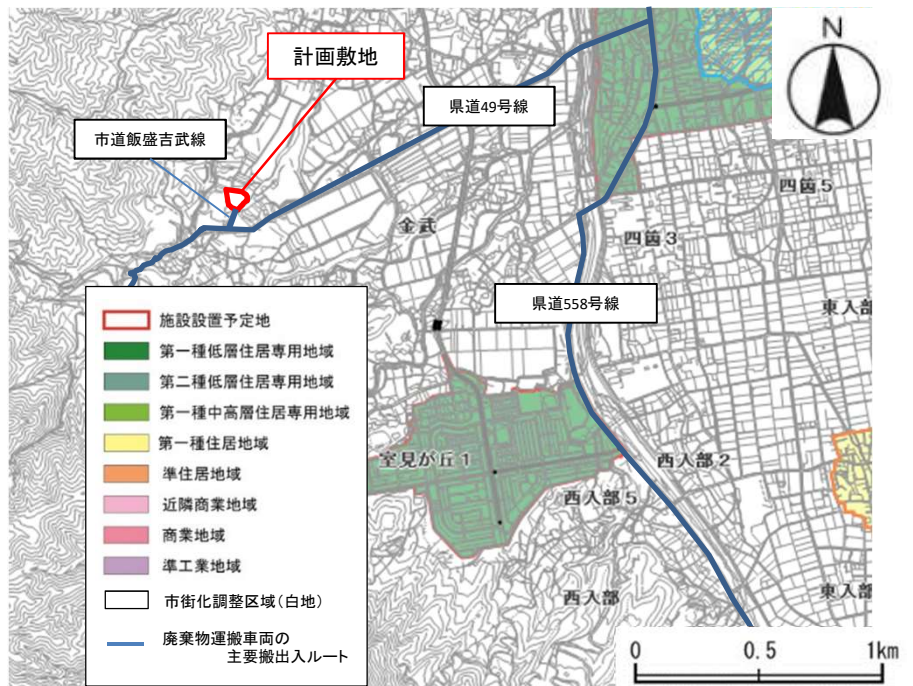 計画敷地
N
県道49号線
市道飯盛吉武線
四箇5
金武
四箇3
県道558号線
東入部
施設設置予定地
第一種低層住居専用地域
第二種低層住居専用地域
第一種中高層住居専用地域
第一種住居地域
準住居地域
近隣商業地域
商業地域
準工業地域
市街化調整区域(白地)
廃棄物運搬車両の
主要搬出入ルート
室見が丘1
西入部2
西入部5
西入部
東入部
0 0.5 1km